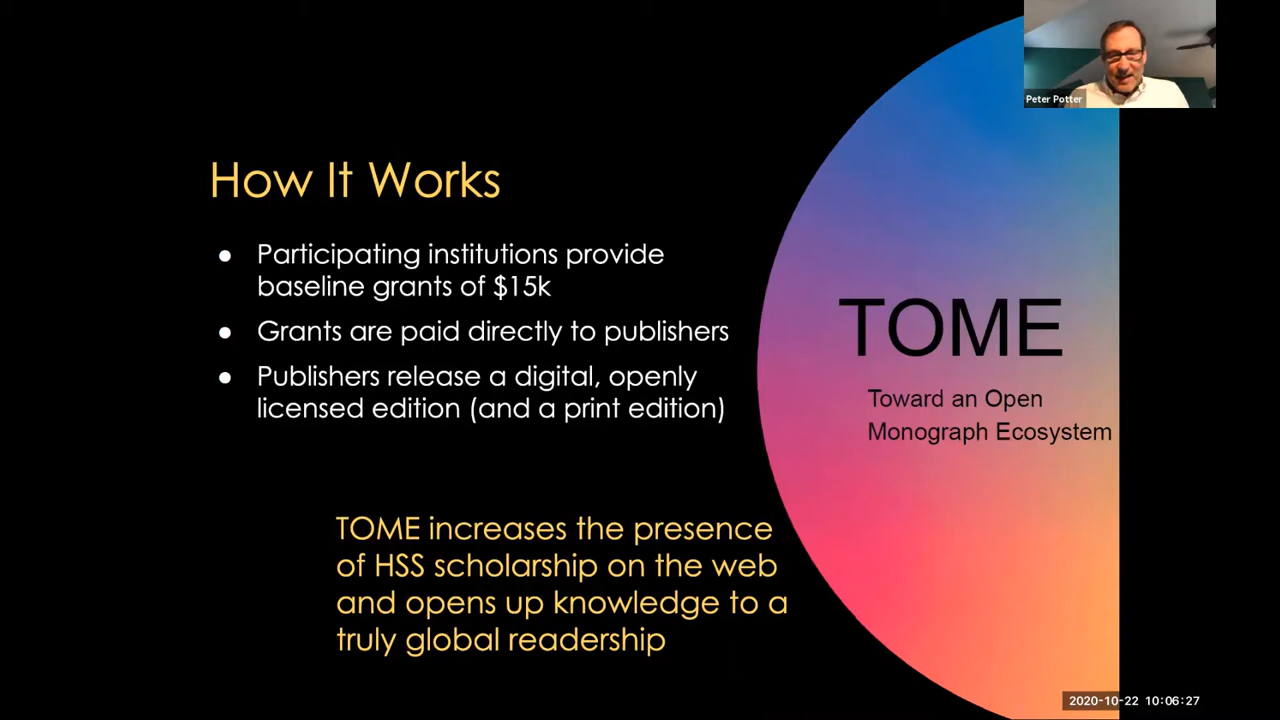 Peter Potter
How It Works
● Participating institutions provide
baseline grants of $15k
● Grants are paid directly to publishers
● Publishers release a digital, openly
licensed edition (and a print edition)
TOME
Toward an Open
Monograph Ecosystem
TOME increases the presence
of HSS scholarship on the web
and opens up knowledge to a
truly global readership
2020-10-22 10:06:27